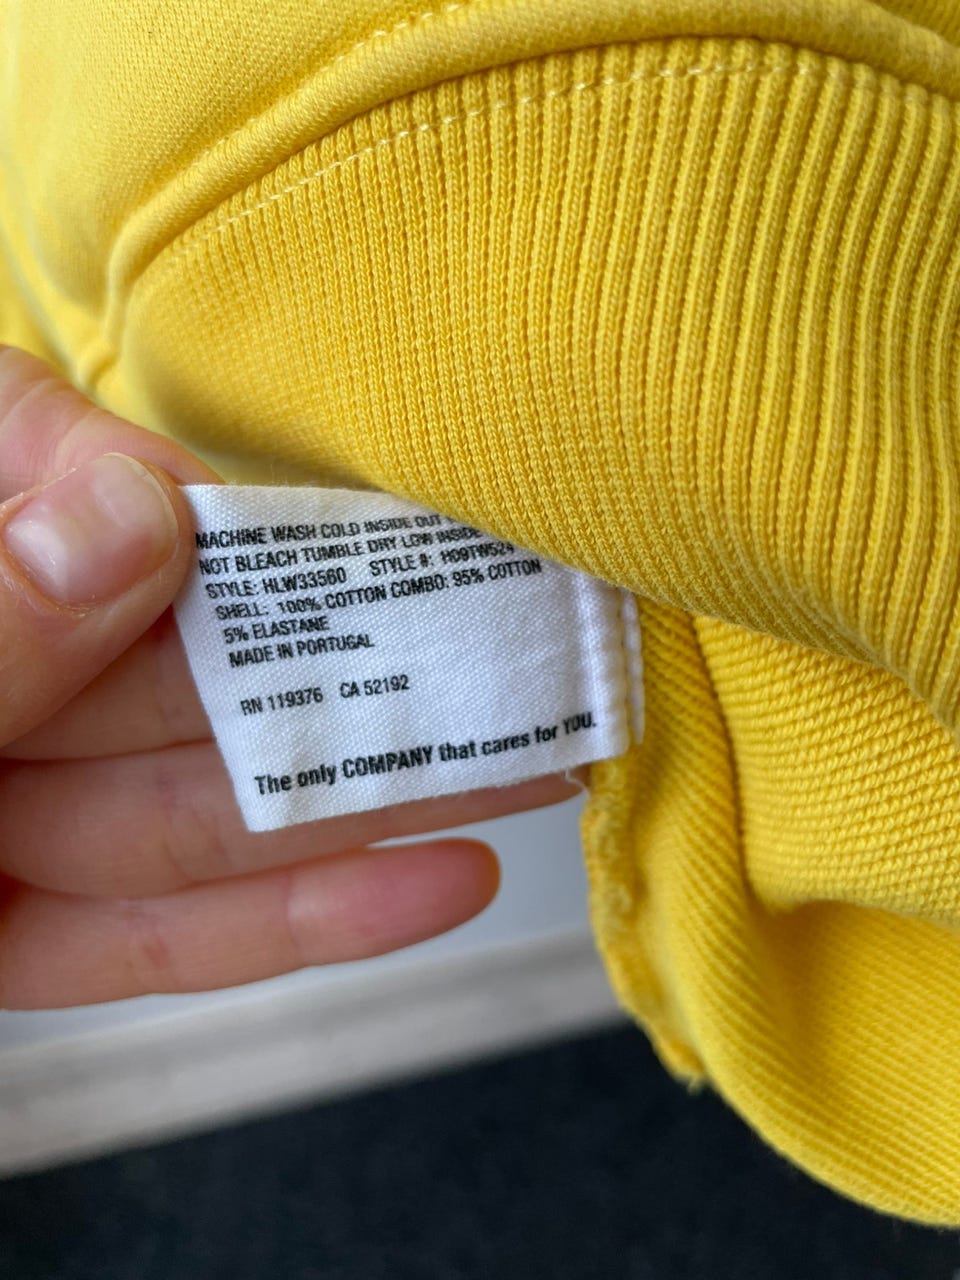 MACHINE WASH COLD INSIDE OUT
NOT BLEACH TUMBLE DRY LOW INSIDE
STYLE: HLW33560 STYLE #: H09TW524
SHELL: 100% COTTON COMBO: 95% COTTON
5% ELASTANE
MADE IN PORTUGAL
RN 119376 CA 52192
The only COMPANY that cares for YOU.